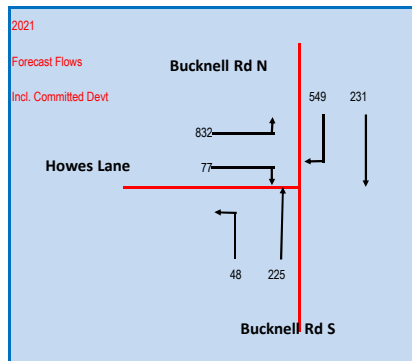 2021
Forecast Flows
Bucknell Rd N
Incl. Committed Devt
549 231
832
Howes Lane
77
48 225
Bucknell Rd S